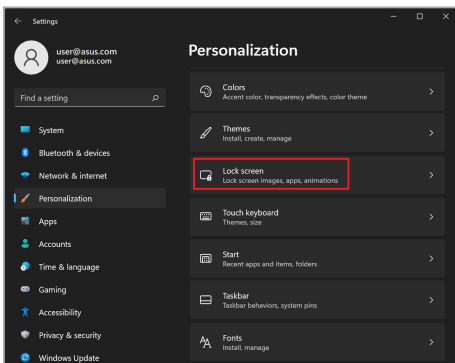 Settings
user@asus.com
user@asus.com
Find a setting
System
Bluetooth & devices
Network & internet
Personalization
Apps
Accounts
Time & language
Gaming
Accessibility
Privacy & security
Windows Update
Personalization
Colors
Accent color, transparency effects, color theme
Themes
Install, create, manage
Lock screen
Lock screen images, apps, animations
Touch keyboard
Themes, size
Start
Recent apps and items, folders
Taskbar
Taskbar behaviors, system pins
Fonts
Install, manage